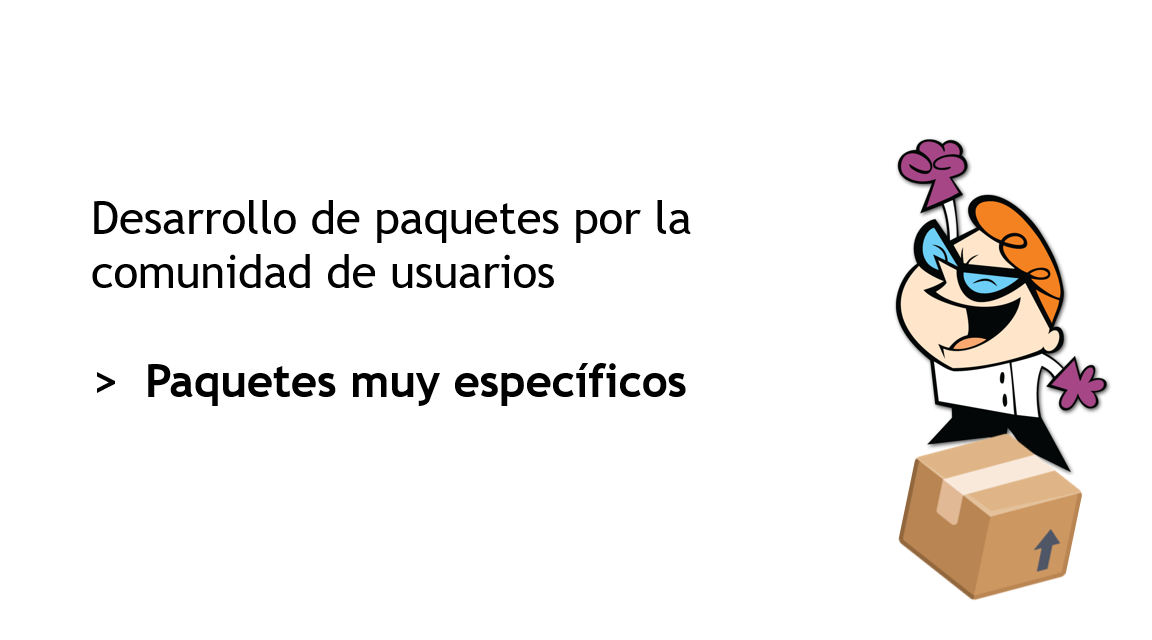 Desarrollo de paquetes por la
comunidad de usuarios
> Paquetes muy específicos